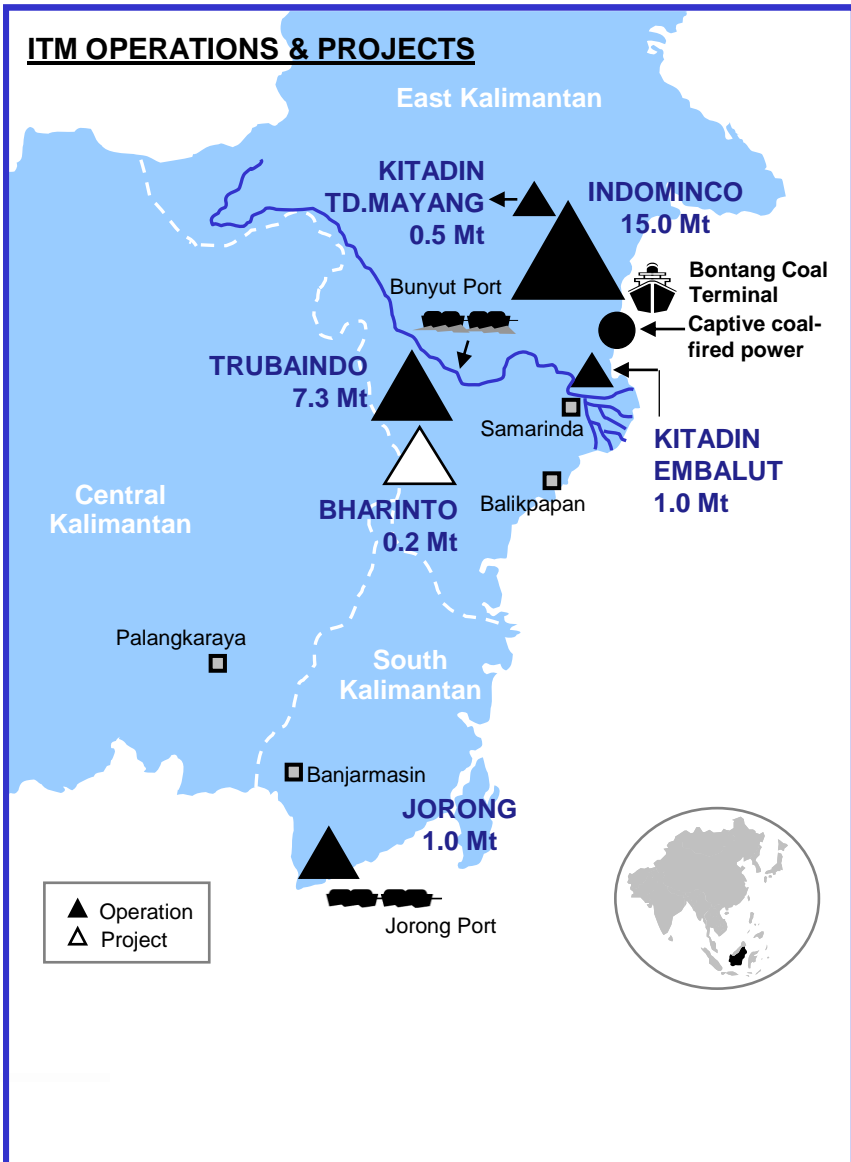 ITM OPERATIONS & PROJECTS
East Kalimantan
KITADIN
TD.MAYANG
0.5 Mt
INDOMINCO
15.0 Mt
Bontang Coal
Terminal
Bunyut Port
Captive coal-
fired power
TRUBAINDO
7.3 Mt
Samarinda
KITADIN
EMBALUT
1.0 Mt
Central
Kalimantan
BHARINTO
0.2 Mt
Balikpapan
Palangkaraya
South
Kalimantan
Banjarmasin
JORONG
1.0 Mt
Operation
Project
Jorong Port